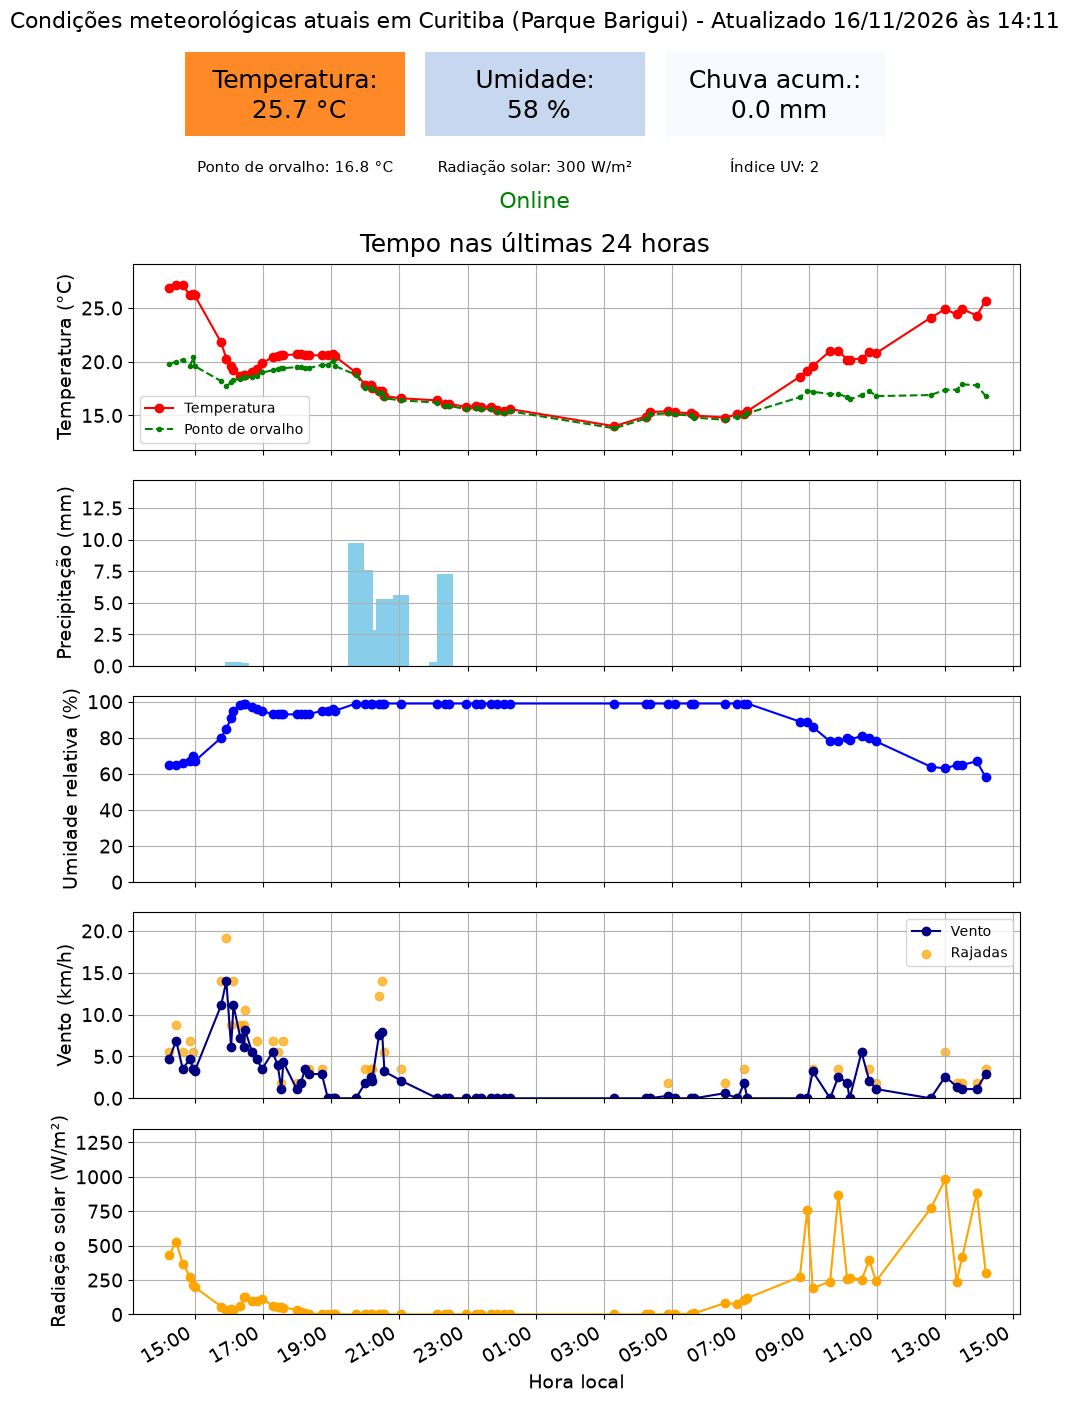 Condições meteorológicas atuais em Curitiba (Parque Barigui) - Atualizado 16/11/2026 às 14:11
Temperatura:
25.7 °C
Umidade:
58 %
Chuva acum.:
0.0 mm
Ponto de orvalho: 16.8 °C
Radiação solar: 300 W/m²
Índice UV: 2
Online
Tempo nas últimas 24 horas
Temperatura (°C)
25.0
20.0
15.0
Temperatura
Ponto de orvalho
Precipitação (mm)
12.5
10.0
7.5
5.0
2.5
0.0
Umidade relativa (%)
100
80
60
40
20
0
Vento (km/h)
20.0
15.0
10.0
5.0
0.0
Vento
Rajadas
Radiação solar (W/m²)
1250
1000
750
500
250
0
15:00
17:00
19:00
21:00
23:00
01:00
03:00
05:00
07:00
09:00
11:00
13:00
15:00
Hora local